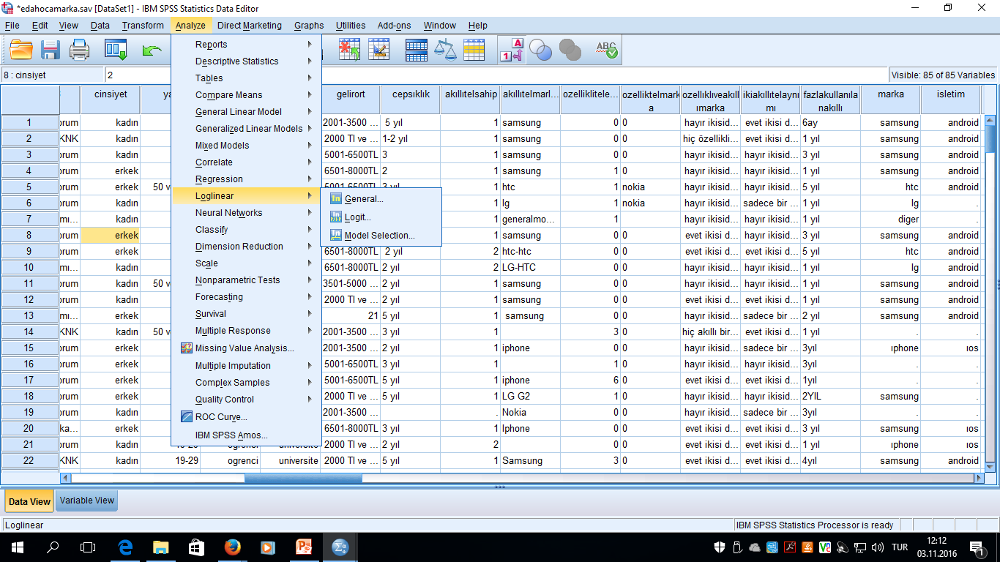 *edahocamarka.sav [DataSet1] - IBM SPSS Statistics Data Editor
File Edit View Data Transform Analyze Direct Marketing Graphs Utilities Add-ons Window Help
8 : cinsiyet 2 Visible: 85 of 85 Variables
Reports
Descriptive Statistics
Tables
Compare Means
General Linear Model
Generalized Linear Models
Mixed Models
Correlate
Regression
Loglinear
Neural Networks
Classify
Dimension Reduction
Scale
Nonparametric Tests
Forecasting
Survival
Multiple Response
Missing Value Analysis...
Multiple Imputation
Complex Samples
Quality Control
ROC Curve...
IBM SPSS Amos...
General...
Logit...
Model Selection...
cinsiyet ya gelirort cepsıklık akıllıtelsahip akıllıtelmarl... ozelliklitele... ozelliktelmarka ozellıklıveakıllıımarka ikiakıllıtelaynımı fazlakullanılanakıllı marka isletim
1 orum kadın 2001-3500 ... 5 yıl 1 samsung 0 0 hayır ikisid... evet ikisi d... 6ay samsung android
2 KNK kadın 2000 Tl ve ... 1-2 yıl 1 samsung 0 0 hiç özellikli... evet ikisi d... 1 yıl samsung android
3 orum kadın 5001-6500TL 3 1 samsung 0 0 hayır ikisid... hayır ikisid... 3 yıl samsung android
4 orum erkek 6501-8000TL 2 1 samsung 1 0 hayır ikisid... hayır ikisid... 1 yıl samsung android
5 orum erkek 50 v 1 htc 1 nokia hayır ikisid... hayır ikisid... 5 yıl htc android
6 orum kadın 1 lg 1 nokia hayır ikisid... sadece bir ... 1 yıl lg .
7 mı... kadın 1 generalmo... 1 hayır ikisid... hayır ikisid... 1 yıl diger .
8 orum erkek 1 samsung 0 0 evet ikisi d... hayır ikisid... 3 yıl samsung android
9 orum erkek 6501-8000TL 2 yıl 2 htc-htc 0 0 evet ikisi d... evet ikisi d... 5 yıl htc android
10 mı... kadın 6501-8000TL 2 yıl 2 LG-HTC 0 0 evet ikisi d... hayır ikisid... 1 yıl lg android
11 orum kadın 50 v 3501-5000 ... 2 yıl 1 samsung 0 0 hayır ikisid... hayır ikisid... 1 yıl samsung android
12 orum kadın 2000 Tl ve ... 2 yıl 1 samsung 0 0 evet ikisi d... evet ikisi d... 1 yıl samsung android
13 mı... erkek 21 5 yıl 1 samsung 0 0 hayır ikisid... sadece bir ... 2 yıl samsung android
14 KNK kadın 50 v 2001-3500 ... 3 yıl 1 3 0 hiç akıllı bir... evet ikisi d... 1 yıl . .
15 orum erkek 2001-3500 ... 2 yıl 1 iphone 0 0 evet ikisi d... sadece bir ... 3yıl ıphone ıos
16 orum erkek 5001-6500TL 3 yıl 1 1 0 hayır ikisid... hayır ikisid... 3yıl . .
17 orum erkek 5001-6500TL 5 yıl 1 iphone 6 0 evet ikisi d... evet ikisi d... 1yıl . .
18 orum erkek 6501-8000TL 5 yıl 1 LG G2 0 0 evet ikisi d... evet ikisi d... 2YIL samsung .
19 orum kadın 2001-3500 ... . Nokia 0 0 hayır ikisid... sadece bir ... 3yıl . .
20 ka... erkek 6501-8000TL 3 yıl 1 Iphone 0 0 evet ikisi d... evet ikisi d... 3 yıl samsung ıos
21 orum kadın 19-29 ogrenci universite 2000 Tl ve ... 2 yıl 2 0 0 evet ikisi d... evet ikisi d... 1 yıl ıphone ıos
22 KNK kadın 19-29 ogrenci universite 2000 Tl ve ... 5 yıl 1 Samsung 3 0 evet ikisi d... evet ikisi d... 4yıl samsung android
Data View Variable View
Loglinear IBM SPSS Statistics Processor is ready
TUR 12:12
03.11.2016